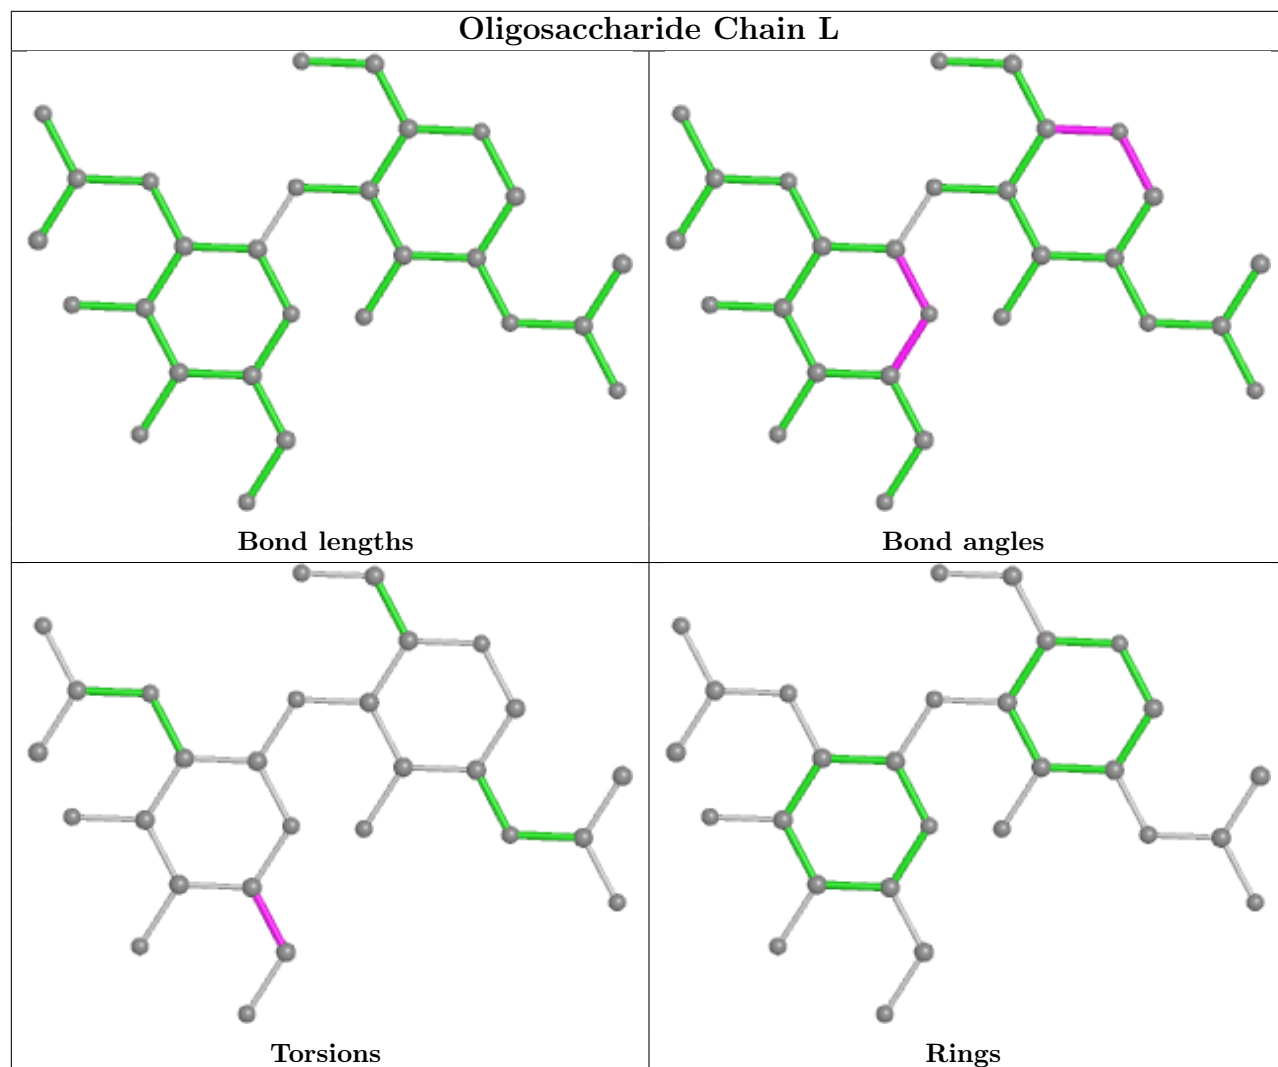 Oligosaccharide Chain L
Bond lengths
Bond angles
Torsions
Rings